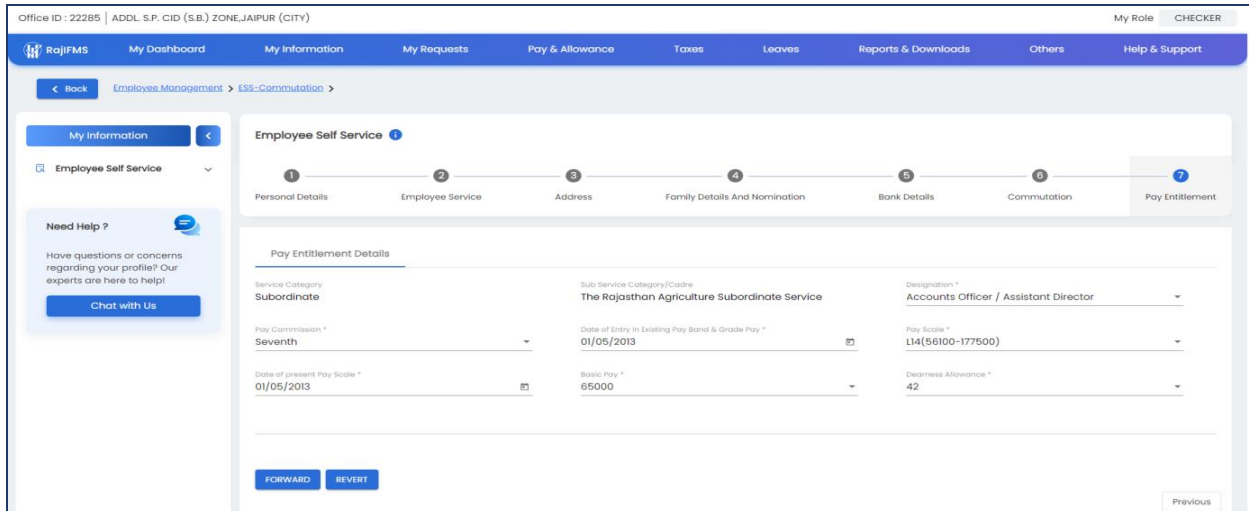 Office ID : 22285 | ADDL. S.P. CID (S.B.) ZONE,JAIPUR (CITY) My Role CHECKER
RajIFMS My Dashboard My Information My Requests Pay & Allowance Taxes Leaves Reports & Downloads Others Help & Support
< Back Employee Management > ESS-Commutation >
My Information <
Employee Self Service
Need Help ?
Have questions or concerns
regarding your profile? Our
experts are here to help!
Chat with Us
Employee Self Service i
1 2 3 4 5 6 7
Personal Details Employee Service Address Family Details And Nomination Bank Details Commutation Pay Entitlement
Pay Entitlement Details
Service Category Sub Service Category/Cadre Designation *
Subordinate The Rajasthan Agriculture Subordinate Service Accounts Officer / Assistant Director
Pay Commission * Date of Entry in Existing Pay Band & Grade Pay * Pay Scale *
Seventh 01/05/2013 L14(56100-177500)
Date of present Pay Scale * Basic Pay * Dearness Allowance *
01/05/2013 65000 42
FORWARD REVERT
Previous